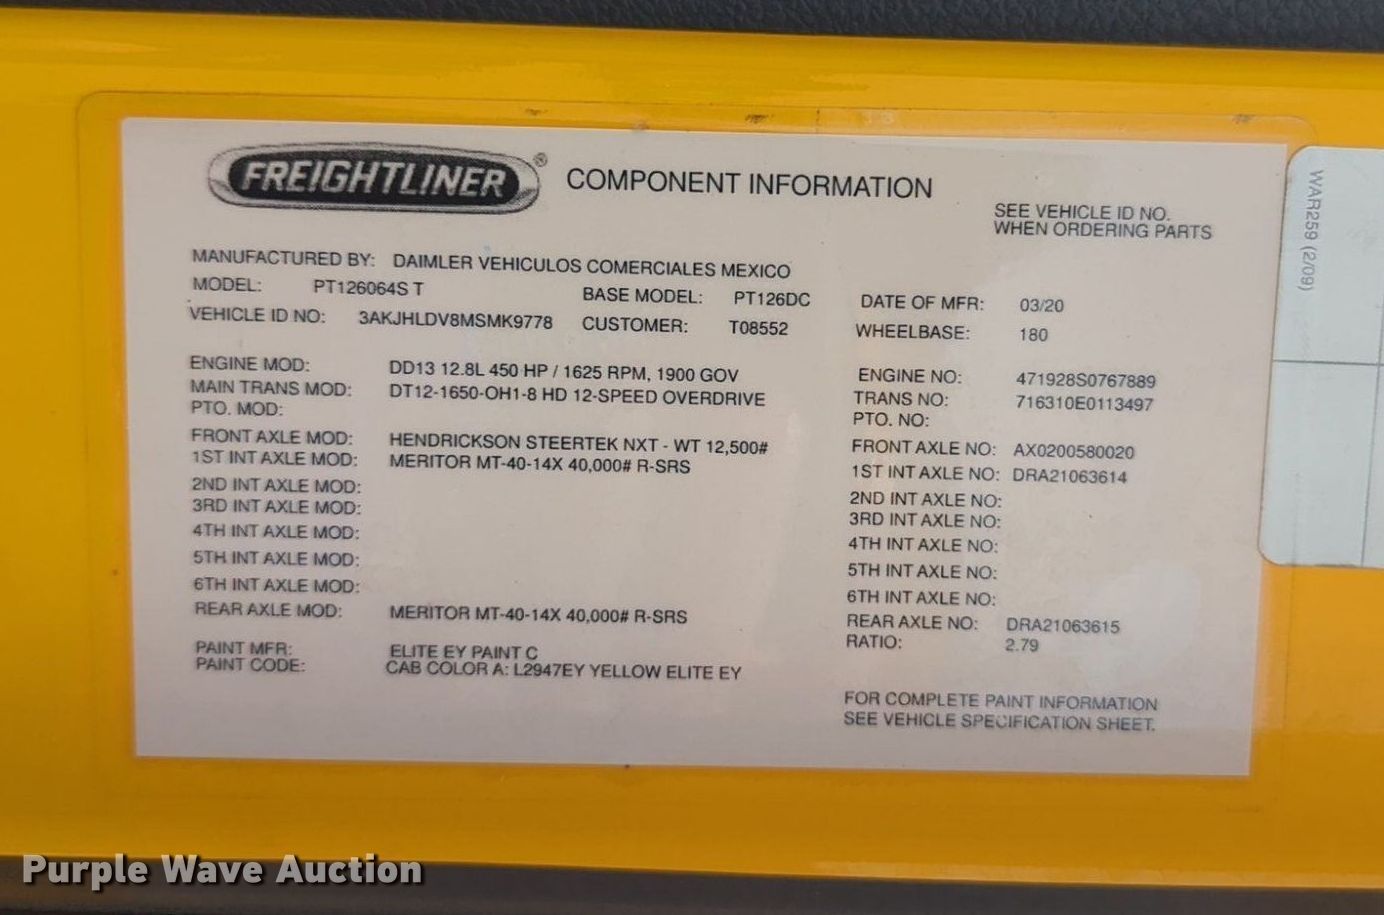 FREIGHTLINER®
COMPONENT INFORMATION
SEE VEHICLE ID NO.
WHEN ORDERING PARTS
MANUFACTURED BY: DAIMLER VEHICULOS COMERCIALES MEXICO
MODEL: PT126064S T BASE MODEL: PT126DC DATE OF MFR: 03/20
VEHICLE ID NO: 3AKJHLDV8MSMK9778 CUSTOMER: T08552 WHEELBASE: 180
ENGINE MOD: DD13 12.8L 450 HP / 1625 RPM, 1900 GOV ENGINE NO: 471928S0767889
MAIN TRANS MOD: DT12-1650-OH1-8 HD 12-SPEED OVERDRIVE TRANS NO: 716310E0113497
PTO. MOD: PTO. NO:
FRONT AXLE MOD: HENDRICKSON STEERTEK NXT - WT 12,500# FRONT AXLE NO: AX0200580020
1ST INT AXLE MOD: MERITOR MT-40-14X 40,000# R-SRS 1ST INT AXLE NO: DRA21063614
2ND INT AXLE MOD: 2ND INT AXLE NO:
3RD INT AXLE MOD: 3RD INT AXLE NO:
4TH INT AXLE MOD: 4TH INT AXLE NO:
5TH INT AXLE MOD: 5TH INT AXLE NO:
6TH INT AXLE MOD: 6TH INT AXLE NO:
REAR AXLE MOD: MERITOR MT-40-14X 40,000# R-SRS REAR AXLE NO: DRA21063615
RATIO: 2.79
PAINT MFR: ELITE EY PAINT C
PAINT CODE: CAB COLOR A: L2947EY YELLOW ELITE EY
FOR COMPLETE PAINT INFORMATION
SEE VEHICLE SPECIFICATION SHEET.
WAR259 (2/09)
Purple Wave Auction